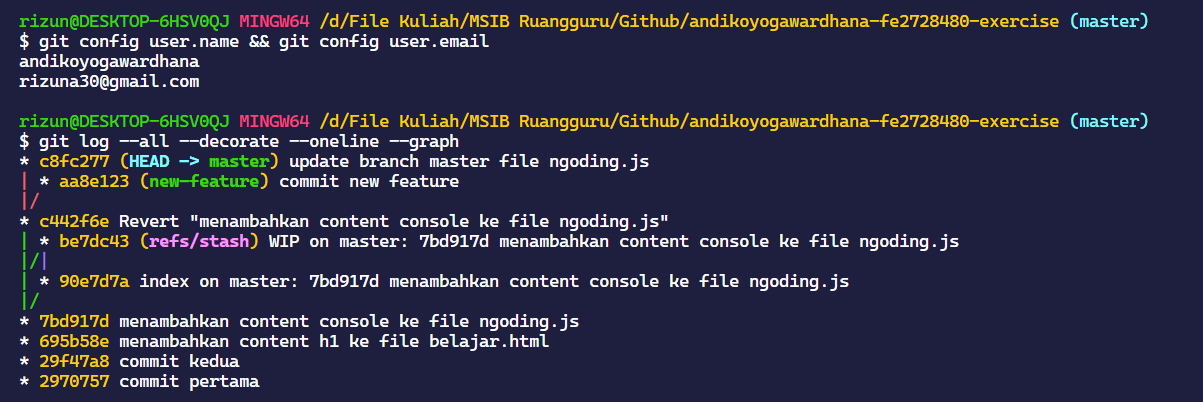 rizun@DESKTOP-6HSV0QJ MINGW64 /d/File Kuliah/MSIB Ruangguru/Github/andikoyogawardhana-fe2728480-exercise (master)
$ git config user.name && git config user.email
andikoyogawardhana
rizuna30@gmail.com

rizun@DESKTOP-6HSV0QJ MINGW64 /d/File Kuliah/MSIB Ruangguru/Github/andikoyogawardhana-fe2728480-exercise (master)
$ git log --all --decorate --oneline --graph
* c8fc277 (HEAD -> master) update branch master file ngoding.js
| * aa8e123 (new-feature) commit new feature
|/
* c442f6e Revert "menambahkan content console ke file ngoding.js"
| * be7dc43 (refs/stash) WIP on master: 7bd917d menambahkan content console ke file ngoding.js
|/|
| * 90e7d7a index on master: 7bd917d menambahkan content console ke file ngoding.js
|/
* 7bd917d menambahkan content console ke file ngoding.js
* 695b58e menambahkan content h1 ke file belajar.html
* 29f47a8 commit kedua
* 2970757 commit pertama